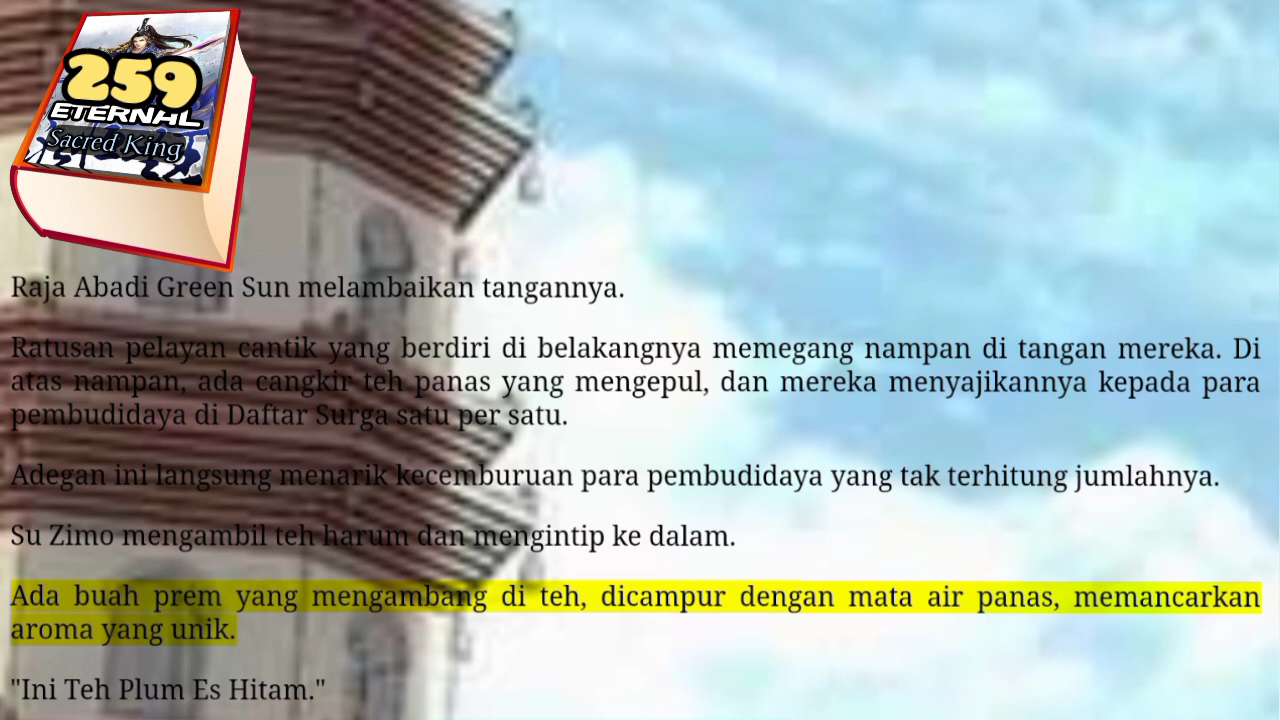 259
ETERNAL
Sacred King
Raja Abadi Green Sun melambaikan tangannya.
Ratusan pelayan cantik yang berdiri di belakangnya memegang nampan di tangan mereka. Di
atas nampan, ada cangkir teh panas yang mengepul, dan mereka menyajikannya kepada para
pembudidaya di Daftar Surga satu per satu.
Adegan ini langsung menarik kecemburuan para pembudidaya yang tak terhitung jumlahnya.
Su Zimo mengambil teh harum dan mengintip ke dalam.
Ada buah prem yang mengambang di teh, dicampur dengan mata air panas, memancarkan
aroma yang unik.
"Ini Teh Plum Es Hitam."